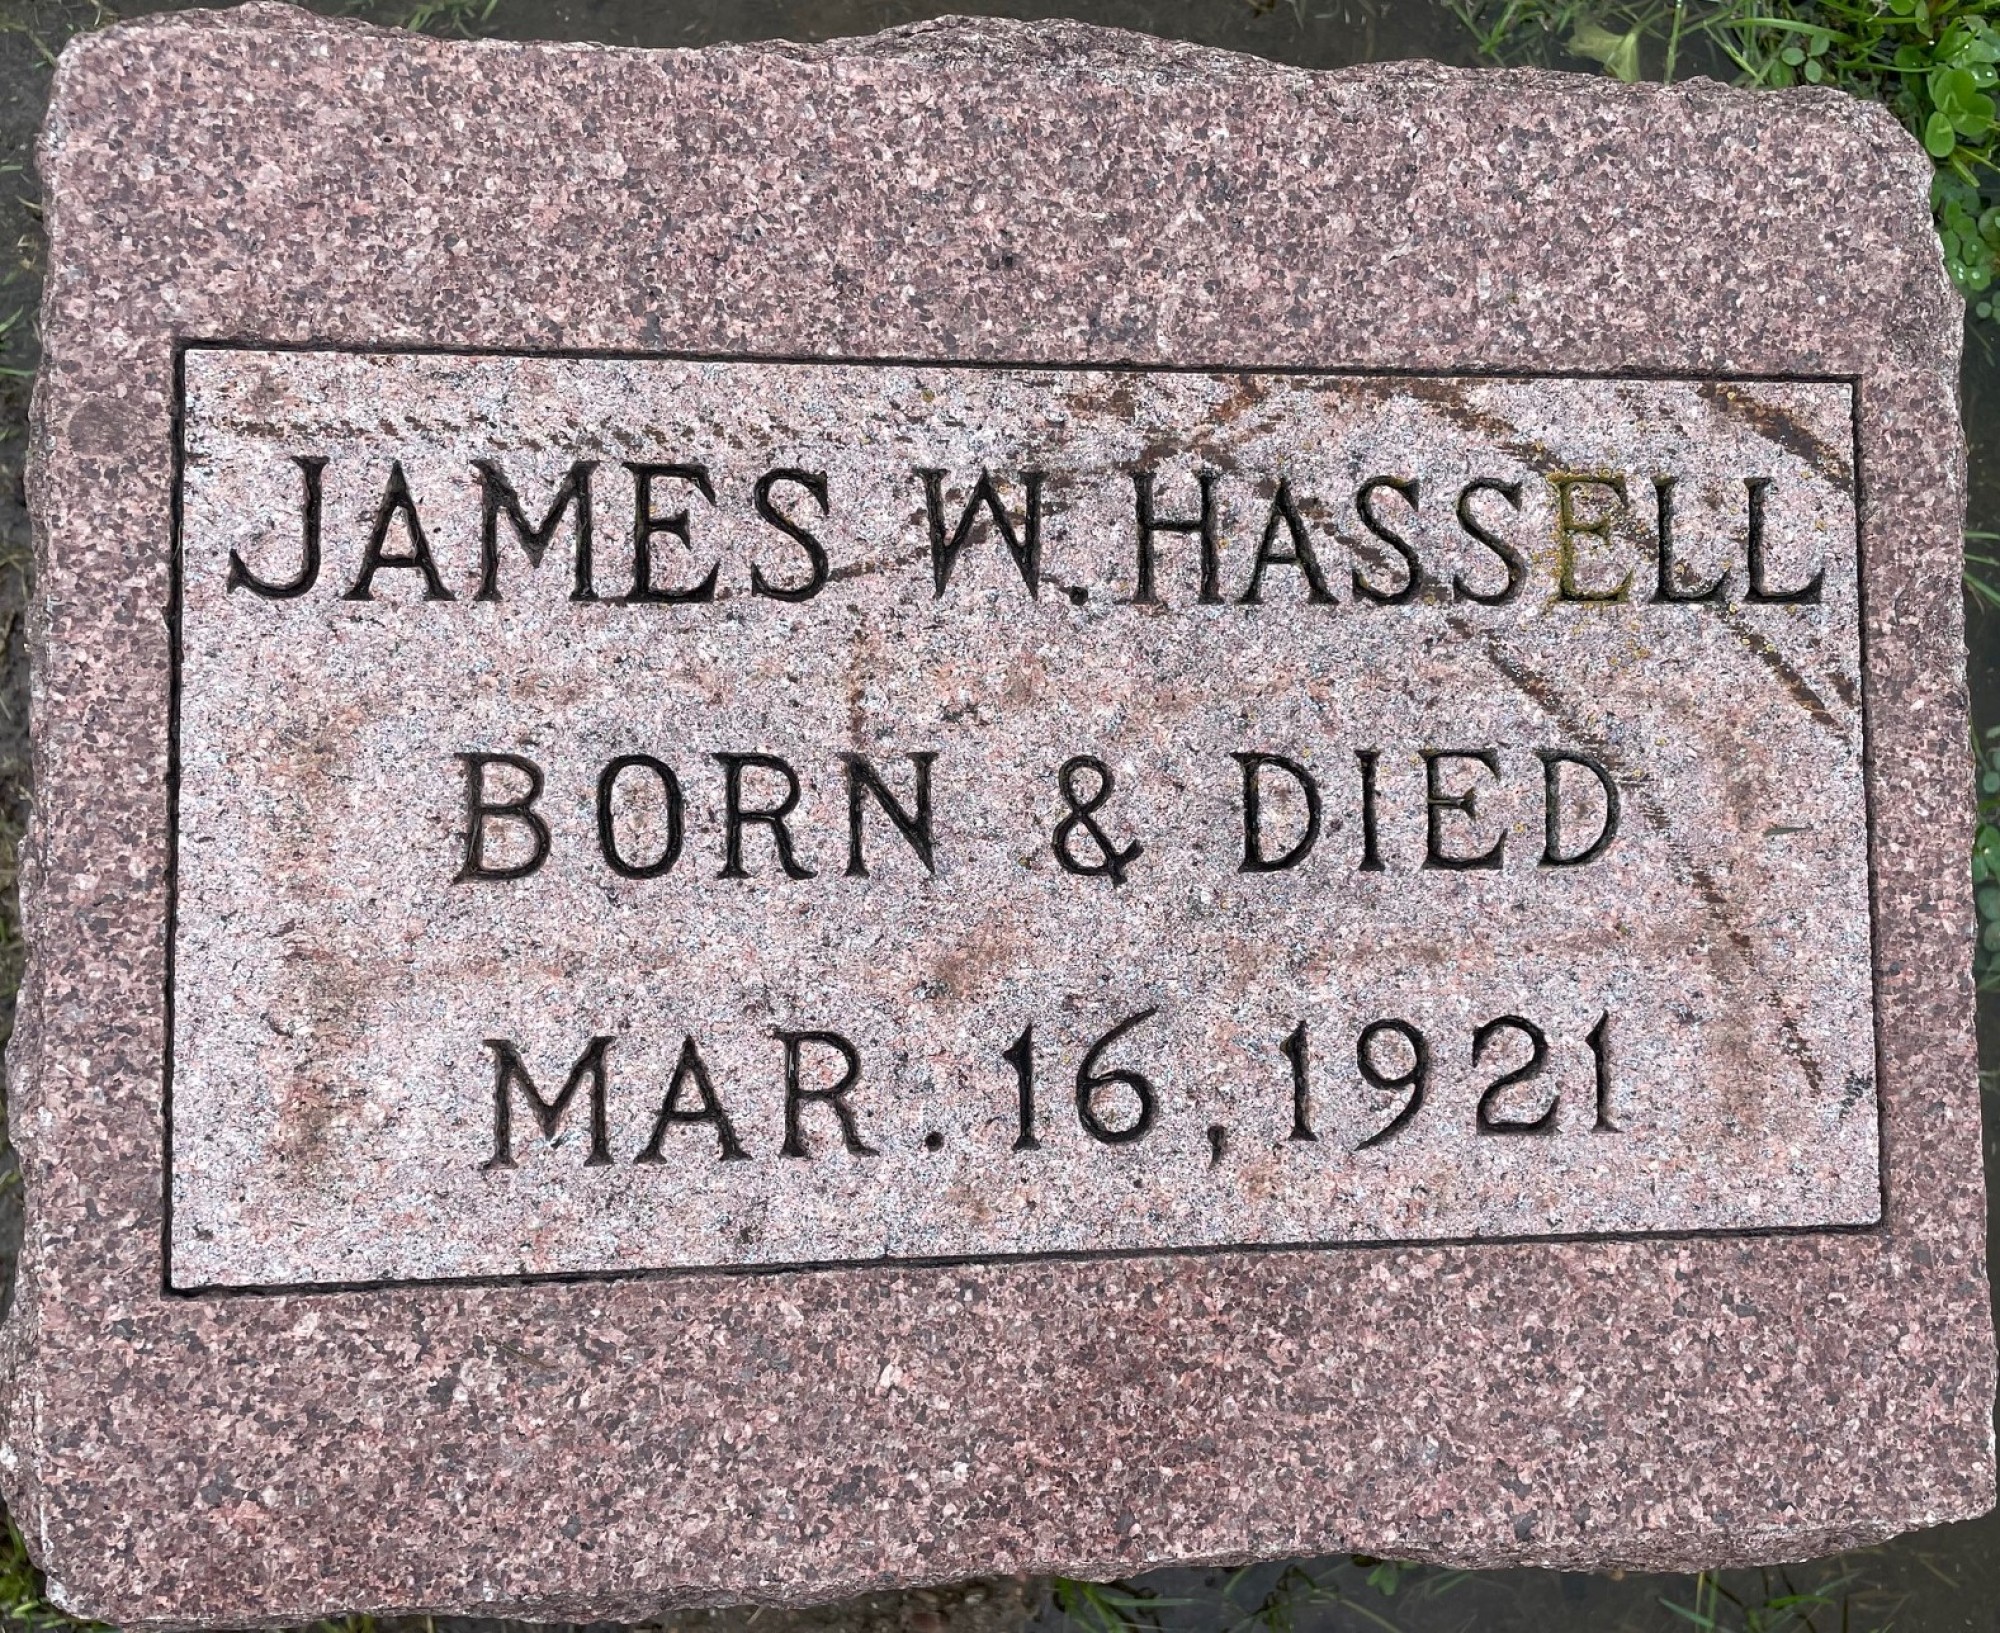 JAMES W. HASSELL
BORN & DIED
MAR. 16, 1921